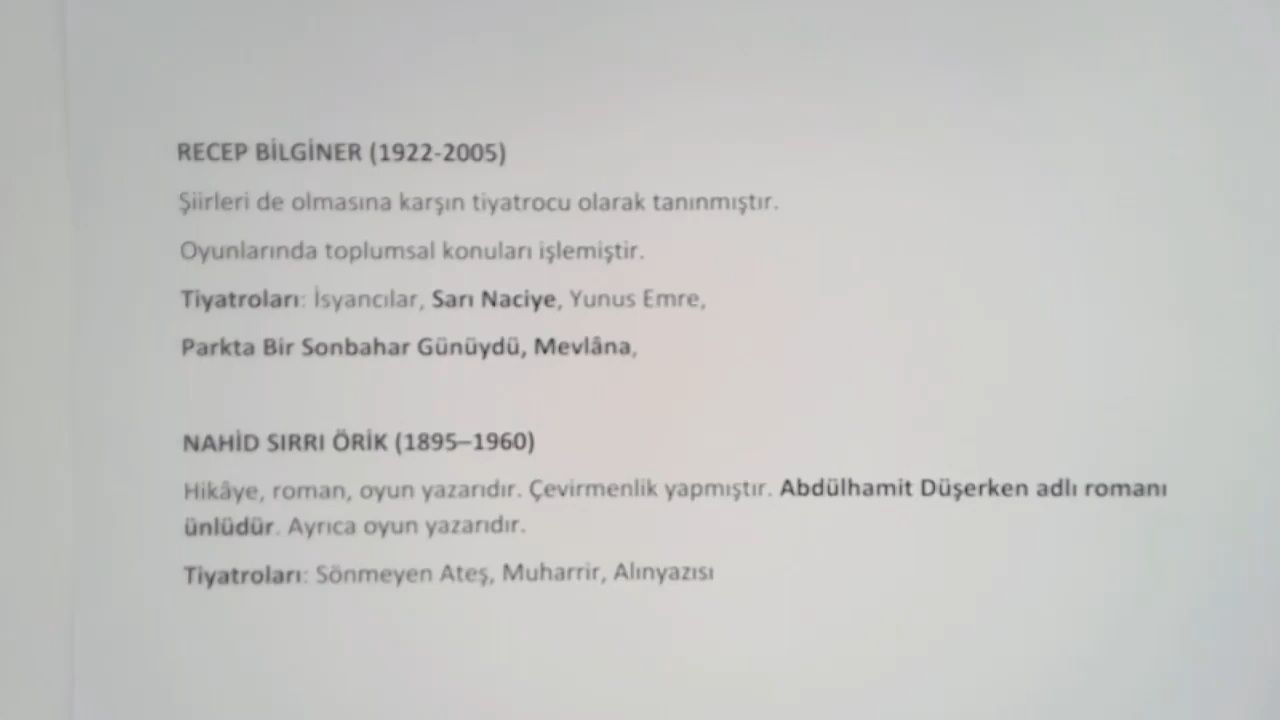 RECEP BİLGİNER (1922-2005)
Şiirleri de olmasına karşın tiyatrocu olarak tanınmıştır.
Oyunlarında toplumsal konuları işlemiştir.
Tiyatroları: İsyancılar, Sarı Naciye, Yunus Emre,
Parkta Bir Sonbahar Günüydü, Mevlâna,
NAHİD SIRRI ÖRİK (1895–1960)
Hikâye, roman, oyun yazarıdır. Çevirmenlik yapmıştır. Abdülhamit Düşerken adlı romanı
ünlüdür. Ayrıca oyun yazarıdır.
Tiyatroları: Sönmeyen Ateş, Muharrir, Alınyazısı